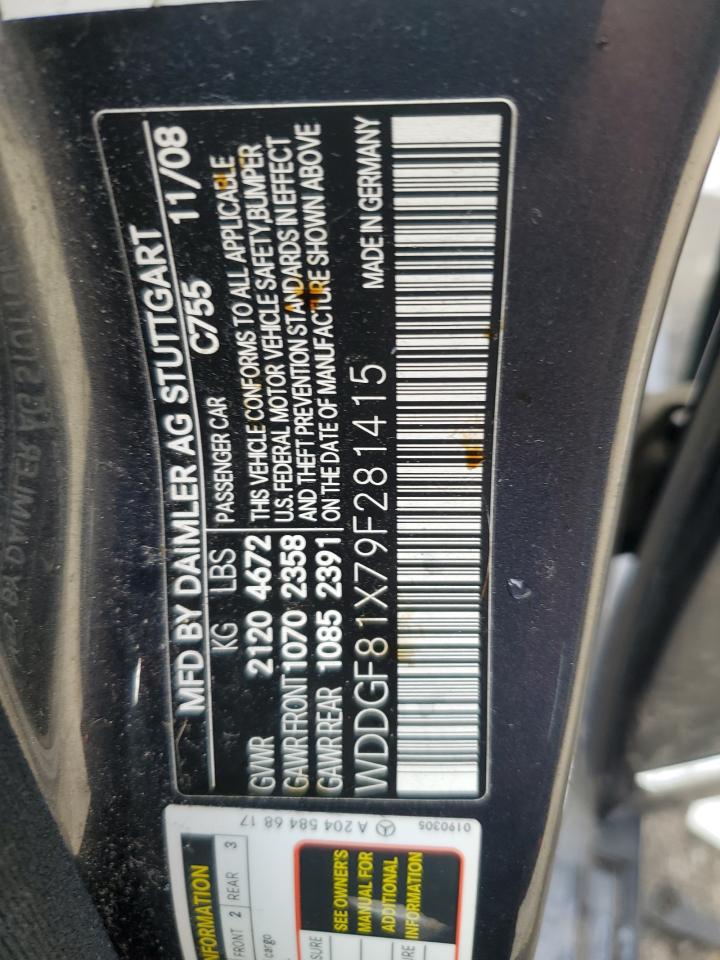 MFD BY DAIMLER AG STUTTGART 11/08
C755
KG LBS PASSENGER CAR
GVWR 2120 4672 THIS VEHICLE CONFORMS TO ALL APPLICABLE
GAWR FRONT 1070 2358 U.S. FEDERAL MOTOR VEHICLE SAFETY, BUMPER
GAWR REAR 1085 2391 AND THEFT PREVENTION STANDARDS IN EFFECT
ON THE DATE OF MANUFACTURE SHOWN ABOVE
MADE IN GERMANY
WDDGF81X79F281415
A 204 584 68 17
0190305
INFORMATION
FRONT 2 REAR 3
cargo
SEE OWNER'S
MANUAL FOR
ADDITIONAL
INFORMATION